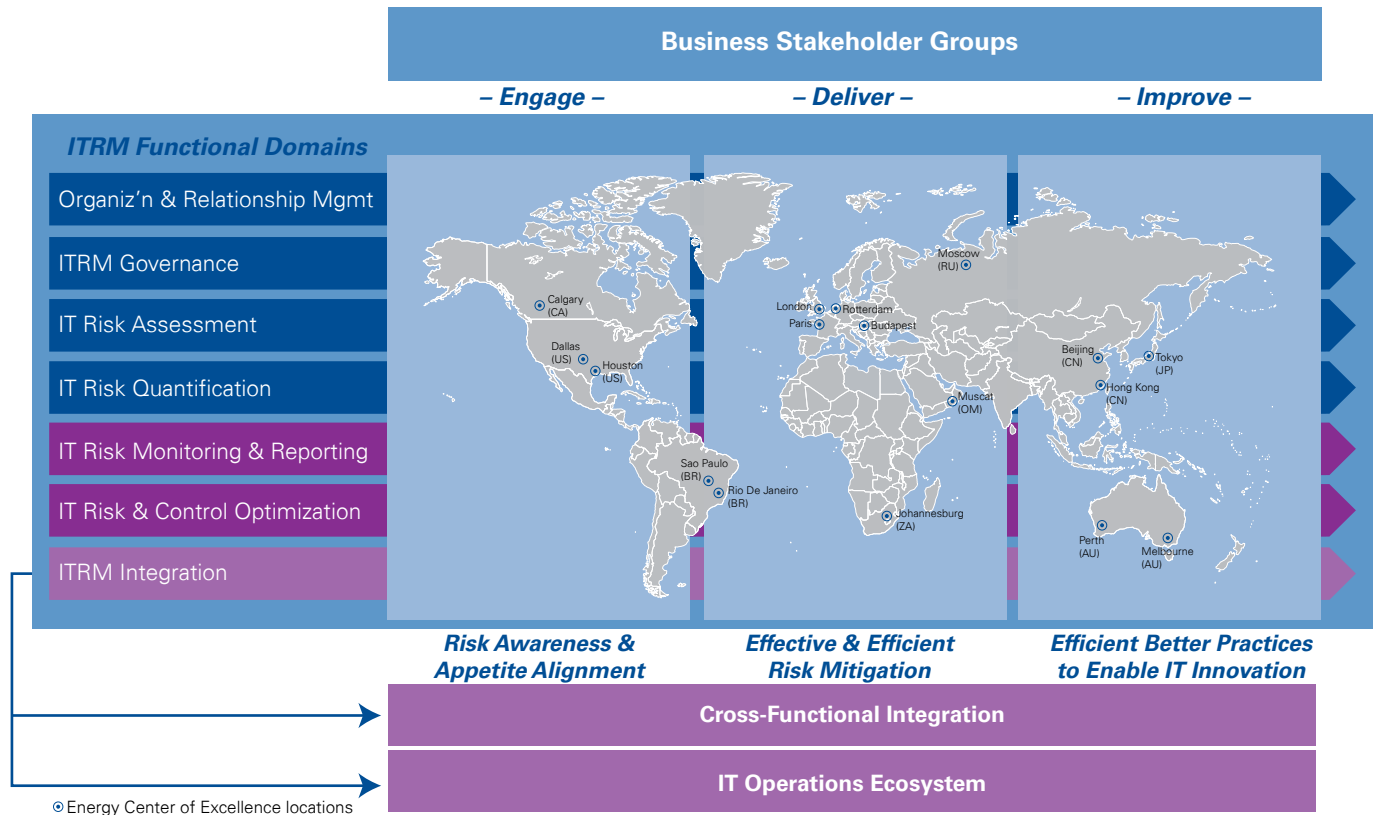 Business Stakeholder Groups
– Engage –
– Deliver –
– Improve –
ITRM Functional Domains
Organiz’n & Relationship Mgmt
ITRM Governance
IT Risk Assessment
IT Risk Quantification
IT Risk Monitoring & Reporting
IT Risk & Control Optimization
ITRM Integration
Calgary
(CA)
Dallas
(US)
Houston
(US)
Sao Paulo
(BR)
Rio De Janeiro
(BR)
Moscow
(RU)
London
Rotterdam
Paris
Budapest
Muscat
(OM)
Johannesburg
(ZA)
Beijing
(CN)
Tokyo
(JP)
Hong Kong
(CN)
Perth
(AU)
Melbourne
(AU)
Risk Awareness &
Appetite Alignment
Effective & Efficient
Risk Mitigation
Efficient Better Practices
to Enable IT Innovation
Cross-Functional Integration
IT Operations Ecosystem
Energy Center of Excellence locations